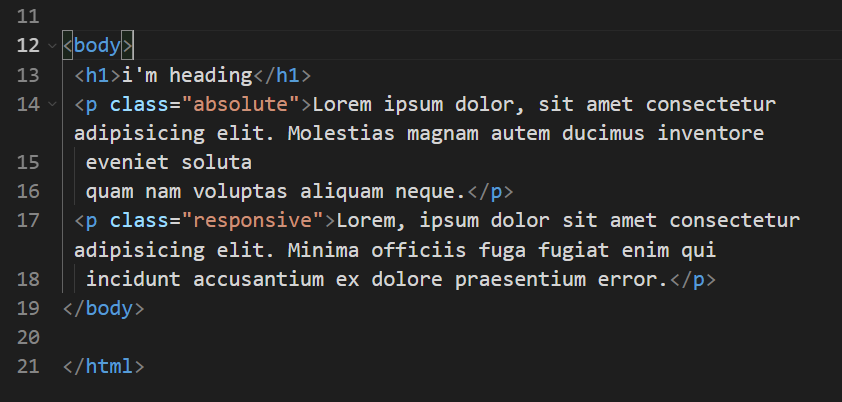 11
12 <body>
13 <h1>i'm heading</h1>
14 <p class="absolute">Lorem ipsum dolor, sit amet consectetur
adipisicing elit. Molestias magnam autem ducimus inventore
15 eveniet soluta
16 quam nam voluptas aliquam neque.</p>
17 <p class="responsive">Lorem, ipsum dolor sit amet consectetur
adipisicing elit. Minima officiis fuga fugiat enim qui
18 incidunt accusantium ex dolore praesentium error.</p>
19 </body>
20
21 </html>